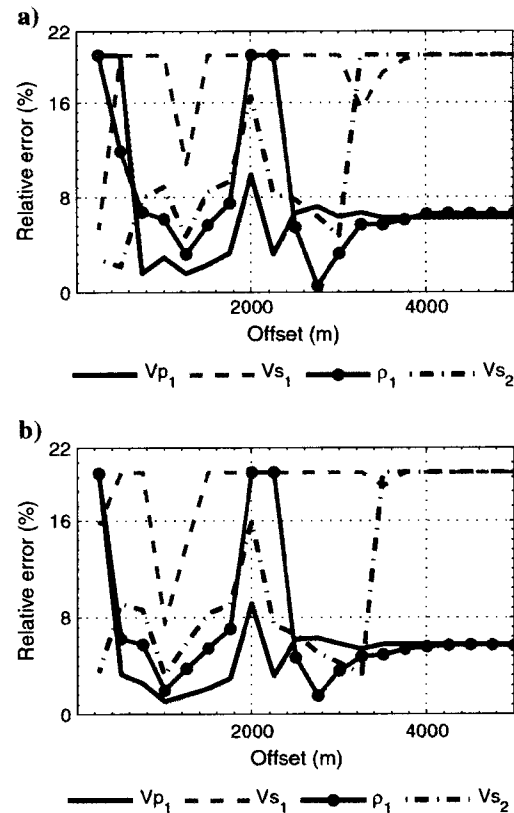 a)
22
16
8
0
Relative error (%)
2000
4000
Offset (m)
Vp₁ Vs₁ ρ₁ Vs₂
b)
22
16
8
0
Relative error (%)
2000
4000
Offset (m)
Vp₁ Vs₁ ρ₁ Vs₂